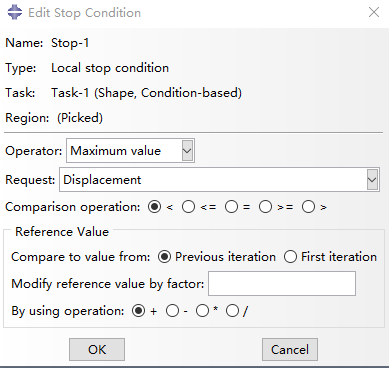 Edit Stop Condition
Name: Stop-1
Type: Local stop condition
Task: Task-1 (Shape, Condition-based)
Region: (Picked)
Operator: Maximum value
Request: Displacement
Comparison operation: < <= = >= >
Reference Value
Compare to value from: Previous iteration First iteration
Modify reference value by factor:
By using operation: + - * /
OK Cancel